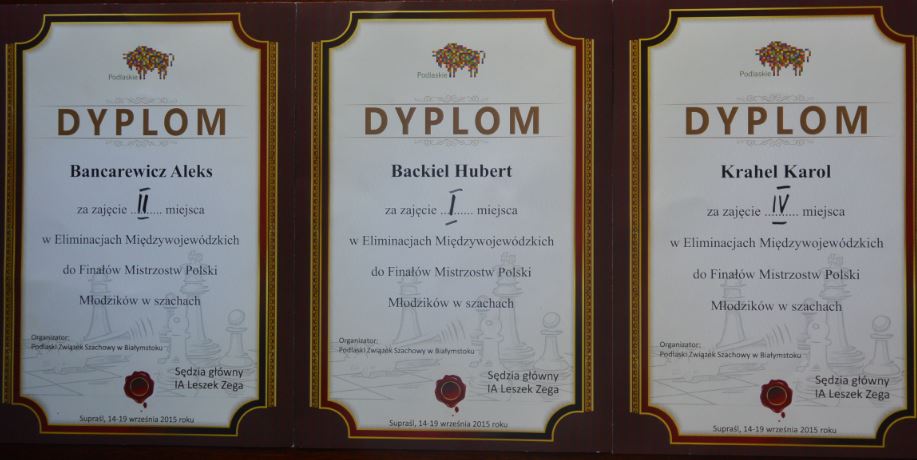 Podlaskie
DYPLOM
Bancarewicz Aleks
za zajęcie ..II.. miejsca
w Eliminacjach Międzywojewódzkich
do Finałów Mistrzostw Polski
Młodzików w szachach
Organizator:
Podlaski Związek Szachowy w Białymstoku
Sędzia główny
IA Leszek Zega
Supraśl, 14-19 września 2015 roku
Podlaskie
DYPLOM
Backiel Hubert
za zajęcie ..I.. miejsca
w Eliminacjach Międzywojewódzkich
do Finałów Mistrzostw Polski
Młodzików w szachach
Organizator:
Podlaski Związek Szachowy w Białymstoku
Sędzia główny
IA Leszek Zega
Supraśl, 14-19 września 2015 roku
Podlaskie
DYPLOM
Krahel Karol
za zajęcie ..IV.. miejsca
w Eliminacjach Międzywojewódzkich
do Finałów Mistrzostw Polski
Młodzików w szachach
Organizator:
Podlaski Związek Szachowy w Białymstoku
Sędzia główny
IA Leszek Zega
Supraśl, 14-19 września 2015 roku